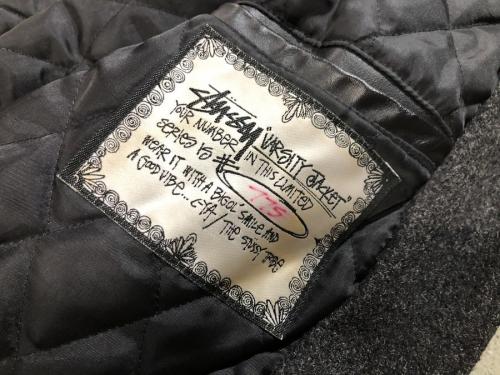 STUSSY
"VARSITY JACKET"
YOUR NUMBER IN THIS LIMITED
SERIES IS # 775
WEAR IT WITH A BIG OL SMILE AND
A GOOD VIBE... / THE STUSSY TRIBE